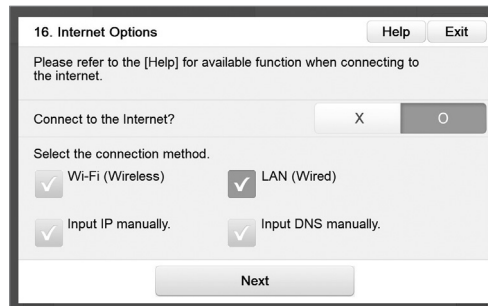 16. Internet Options
Help
Exit
Please refer to the [Help] for available function when connecting to
the internet.
Connect to the Internet?
X
O
Select the connection method.
Wi-Fi (Wireless)
LAN (Wired)
Input IP manually.
Input DNS manually.
Next